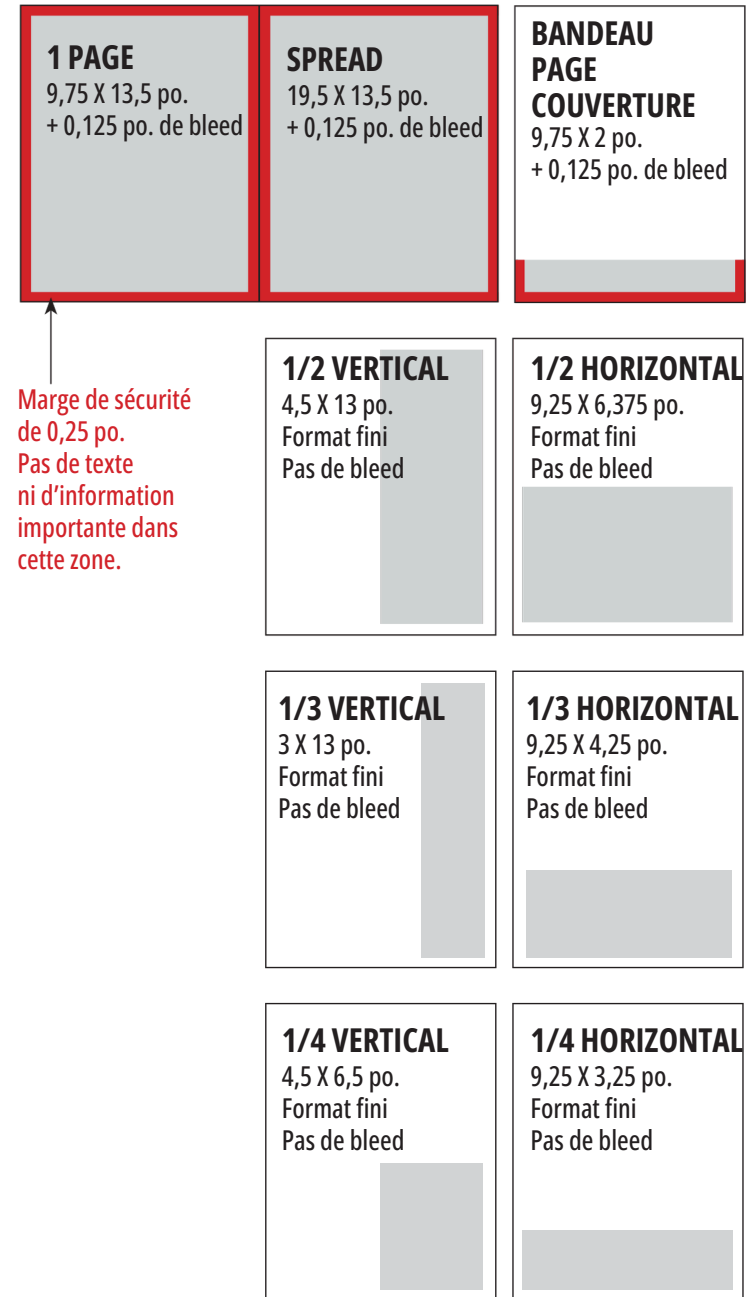 1 PAGE
9,75 X 13,5 po.
+ 0,125 po. de bleed
SPREAD
19,5 X 13,5 po.
+ 0,125 po. de bleed
BANDEAU
PAGE
COUVERTURE
9,75 X 2 po.
+ 0,125 po. de bleed
Marge de sécurité
de 0,25 po.
Pas de texte
ni d'information
importante dans
cette zone.
1/2 VERTICAL
4,5 X 13 po.
Format fini
Pas de bleed
1/2 HORIZONTAL
9,25 X 6,375 po.
Format fini
Pas de bleed
1/3 VERTICAL
3 X 13 po.
Format fini
Pas de bleed
1/3 HORIZONTAL
9,25 X 4,25 po.
Format fini
Pas de bleed
1/4 VERTICAL
4,5 X 6,5 po.
Format fini
Pas de bleed
1/4 HORIZONTAL
9,25 X 3,25 po.
Format fini
Pas de bleed